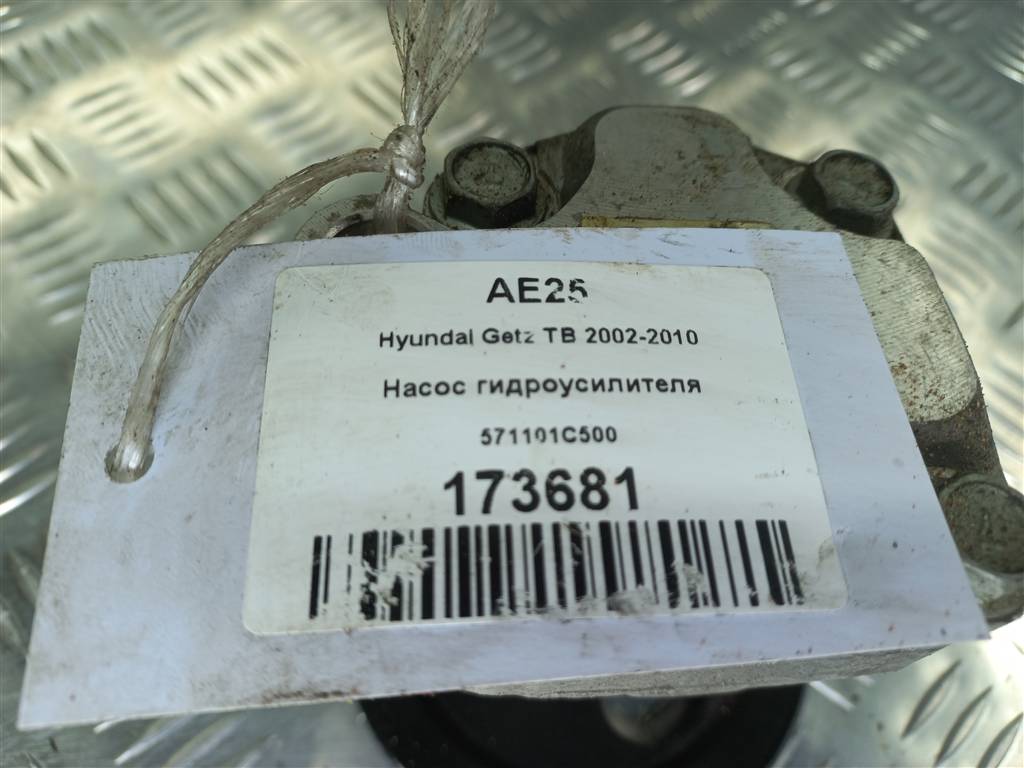 AE25
Hyundai Getz TB 2002-2010
Насос гидроусилителя
571101C500
173681